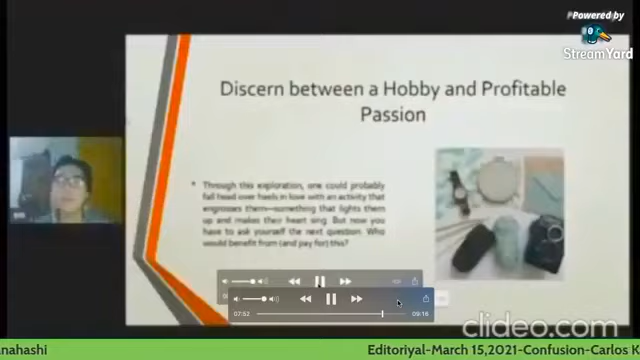 Powered by
StreamYard
Discern between a Hobby and Profitable
Passion
• Through this exploration, one could probably
fall head over heels in love with an activity that
engrosses them—something that lights them
up and makes their heart sing. But now you
have to ask yourself the next question. Who
would benefit from (and pay for) this?
07:52
09:16
clideo.com
anahashi
Editoriyal-March 15,2021-Confusion-Carlos K